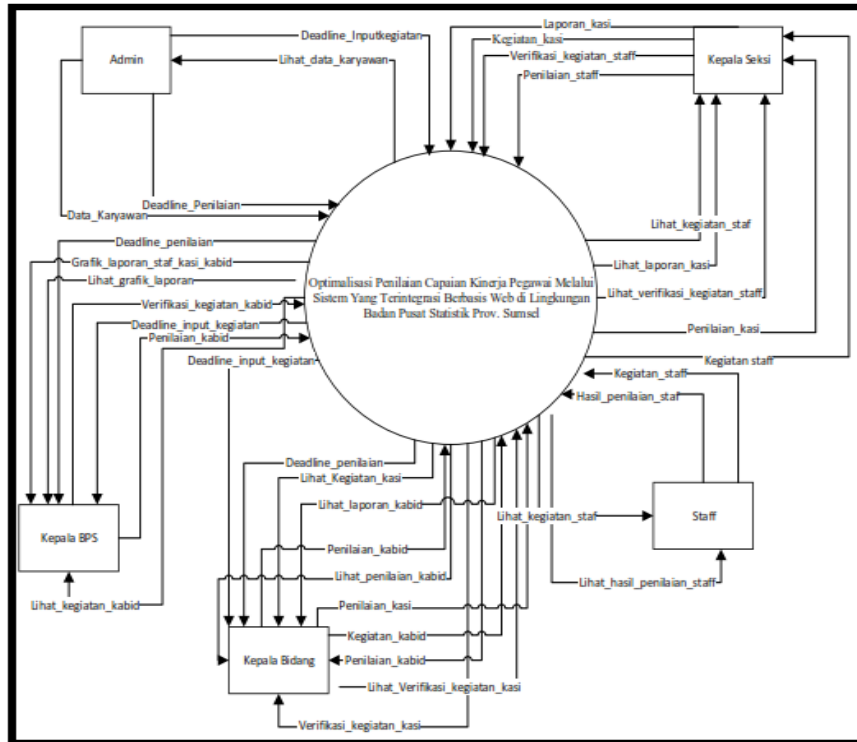 Laporan_kasi
Deadline_Inputkegiatan
Kegiatan_kasi
Admin
Lihat_data_karyawan
Verifikasi_kegiatan_staff
Kepala Seksi
Penilaian_staff
Deadline_Penilaian
Data_Karyawan
Lihat_kegiatan_staf
Deadline_penilaian
Grafik_laporan_staf_kasi_kabid
Lihat_laporan_kasi
Lihat_grafik_laporan
Optimalisasi Penilaian Capaian Kinerja Pegawai Melalui
Sistem Yang Terintegrasi Berbasis Web di Lingkungan
Badan Pusat Statistik Prov. Sumsel
Lihat_verifikasi_kegiatan_staff
Verifikasi_kegiatan_kabid
Deadline_input_kegiatan
Penilaian_kabid
Penilaian_kasi
Deadline_input_kegiatan
Kegiatan staff
Kegiatan_staff
Hasil_penilaian_staf
Deadline_penilaian
Lihat_Kegiatan_kasi
Lihat_laporan_kabid
Lihat_kegiatan_staf
Staff
Kepala BPS
Penilaian_kabid
Lihat_penilaian_kabid
Lihat_hasil_penilaian_staff
Lihat_kegiatan_kabid
Penilaian_kasi
Kegiatan_kabid
Kepala Bidang
Penilaian_kabid
Lihat_Verifikasi_kegiatan_kasi
Verifikasi_kegiatan_kasi